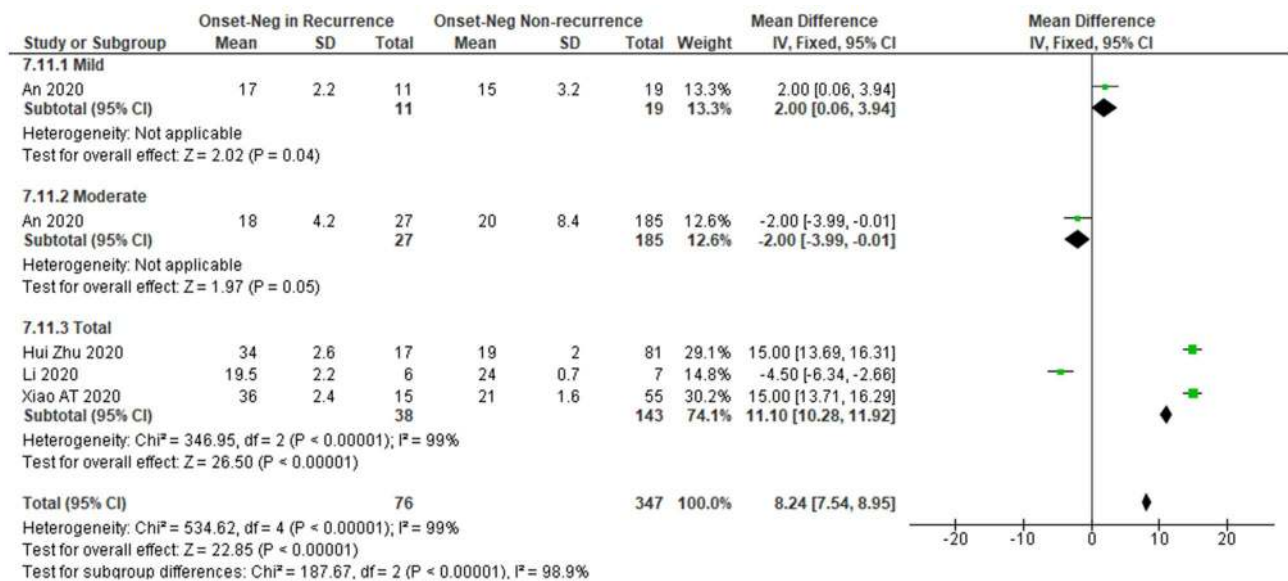 Onset-Neg in Recurrence Onset-Neg Non-recurrence Mean Difference Mean Difference
Study or Subgroup Mean SD Total Mean SD Total Weight IV, Fixed, 95% CI IV, Fixed, 95% CI
7.11.1 Mild
An 2020 17 2.2 11 15 3.2 19 13.3% 2.00 [0.06, 3.94]
Subtotal (95% CI) 11 19 13.3% 2.00 [0.06, 3.94]
Heterogeneity: Not applicable
Test for overall effect: Z = 2.02 (P = 0.04)
7.11.2 Moderate
An 2020 18 4.2 27 20 8.4 185 12.6% -2.00 [-3.99, -0.01]
Subtotal (95% CI) 27 185 12.6% -2.00 [-3.99, -0.01]
Heterogeneity: Not applicable
Test for overall effect: Z = 1.97 (P = 0.05)
7.11.3 Total
Hui Zhu 2020 34 2.6 17 19 2 81 29.1% 15.00 [13.69, 16.31]
Li 2020 19.5 2.2 6 24 0.7 7 14.8% -4.50 [-6.34, -2.66]
Xiao AT 2020 36 2.4 15 21 1.6 55 30.2% 15.00 [13.71, 16.29]
Subtotal (95% CI) 38 143 74.1% 11.10 [10.28, 11.92]
Heterogeneity: Chi² = 346.95, df = 2 (P < 0.00001); I² = 99%
Test for overall effect: Z = 26.50 (P < 0.00001)
Total (95% CI) 76 347 100.0% 8.24 [7.54, 8.95]
Heterogeneity: Chi² = 534.62, df = 4 (P < 0.00001); I² = 99%
Test for overall effect: Z = 22.85 (P < 0.00001)
Test for subgroup differences: Chi² = 187.67, df = 2 (P < 0.00001), I² = 98.9%
-20 -10 0 10 20